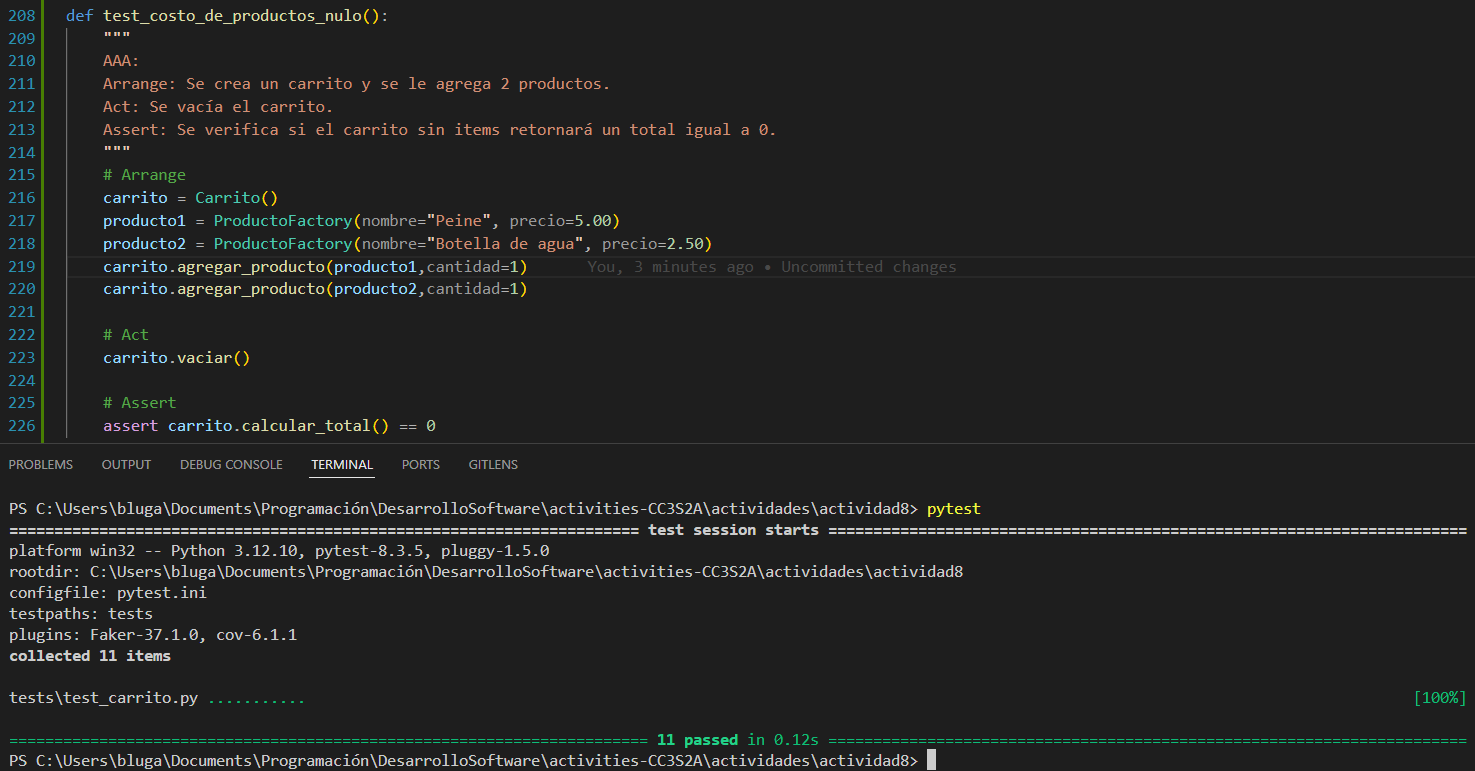 208 def test_costo_de_productos_nulo():
209 """
210 AAA:
211 Arrange: Se crea un carrito y se le agrega 2 productos.
212 Act: Se vacía el carrito.
213 Assert: Se verifica si el carrito sin items retornará un total igual a 0.
214 """
215 # Arrange
216 carrito = Carrito()
217 producto1 = ProductoFactory(nombre="Peine", precio=5.00)
218 producto2 = ProductoFactory(nombre="Botella de agua", precio=2.50)
219 carrito.agregar_producto(producto1,cantidad=1) You, 3 minutes ago • Uncommitted changes
220 carrito.agregar_producto(producto2,cantidad=1)
221
222 # Act
223 carrito.vaciar()
224
225 # Assert
226 assert carrito.calcular_total() == 0
PROBLEMS OUTPUT DEBUG CONSOLE TERMINAL PORTS GITLENS
PS C:\Users\bluga\Documents\Programación\DesarrolloSoftware\activities-CC3S2A\actividades\actividad8> pytest
====================================================================== test session starts ======================================================================
platform win32 -- Python 3.12.10, pytest-8.3.5, pluggy-1.5.0
rootdir: C:\Users\bluga\Documents\Programación\DesarrolloSoftware\activities-CC3S2A\actividades\actividad8
configfile: pytest.ini
testpaths: tests
plugins: Faker-37.1.0, cov-6.1.1
collected 11 items
tests\test_carrito.py ........... [100%]
======================================================================= 11 passed in 0.12s =======================================================================
PS C:\Users\bluga\Documents\Programación\DesarrolloSoftware\activities-CC3S2A\actividades\actividad8>